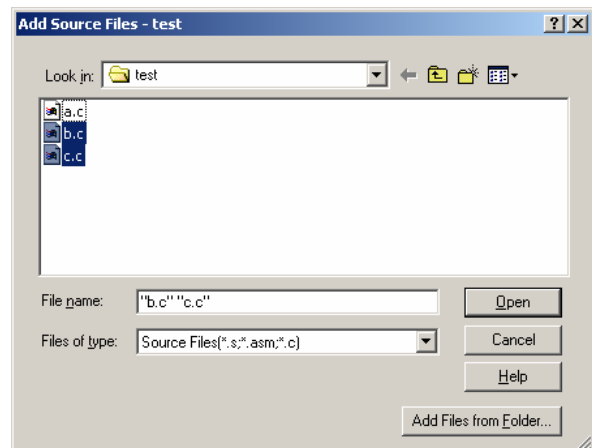 Add Source Files - test
Look in: test
a.c
b.c
c.c
File name: "b.c" "c.c" Open
Files of type: Source Files(*.s;*.asm;*.c) Cancel
Help
Add Files from Folder...